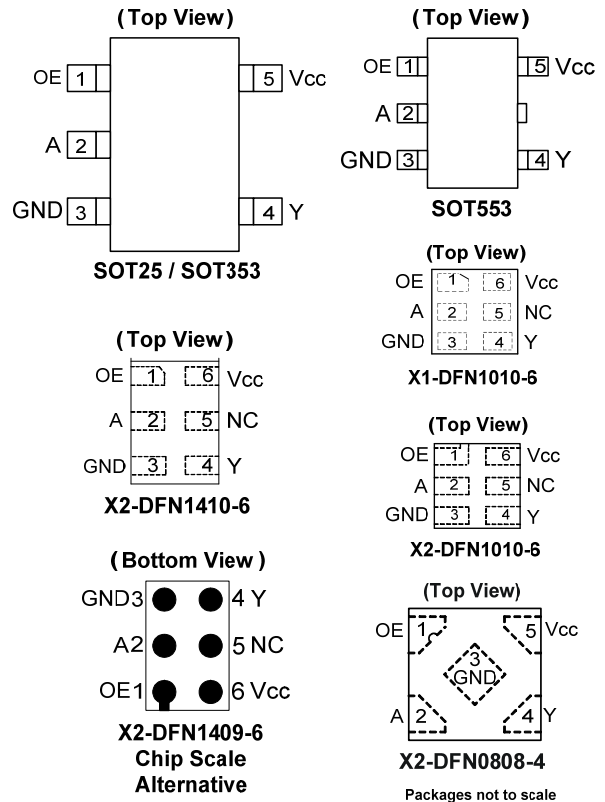 (Top View)
OE 1 5 Vcc
A 2
GND 3 4 Y
SOT25 / SOT353
(Top View)
OE 1 5 Vcc
A 2
GND 3 4 Y
SOT553
(Top View)
OE 1 6 Vcc
A 2 5 NC
GND 3 4 Y
X1-DFN1010-6
(Top View)
OE 1 6 Vcc
A 2 5 NC
GND 3 4 Y
X2-DFN1410-6
(Top View)
OE 1 6 Vcc
A 2 5 NC
GND 3 4 Y
X2-DFN1010-6
(Bottom View)
GND3 4 Y
A2 5 NC
OE1 6 Vcc
X2-DFN1409-6
Chip Scale
Alternative
(Top View)
OE 1 5 Vcc
3
GND
A 2 4 Y
X2-DFN0808-4
Packages not to scale